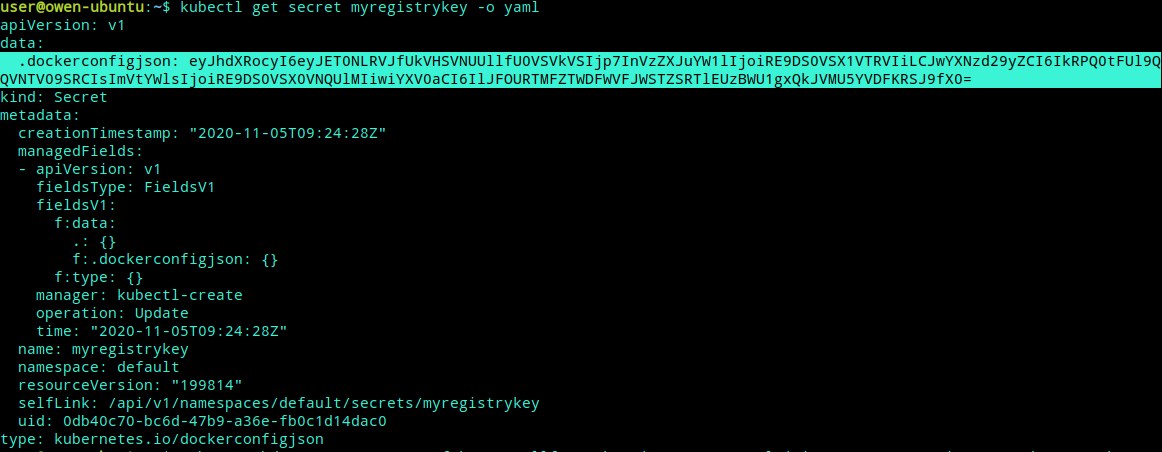 user@owen-ubuntu:~$ kubectl get secret myregistrykey -o yaml
apiVersion: v1
data:
  .dockerconfigjson: eyJhdXRocyI6eyJET0NLRVJfUkVHSVNUUllfU0VSVkVSIjp7InVzZXJuYW1lIjoiRE9DS0VSX1VTRVIiLCJwYXNzd29yZCI6IkRPQ0tFUl9Q
QVNTV09SRCIsImVtYWlsIjoiRE9DS0VSX0VNQUlMIiwiYXV0aCI6IlJFOURTMFZTWDFWVFJWSTZSRTlEUzBWU1gxQkJVMU5YVDFKRSJ9fX0=
kind: Secret
metadata:
  creationTimestamp: "2020-11-05T09:24:28Z"
  managedFields:
  - apiVersion: v1
    fieldsType: FieldsV1
    fieldsV1:
      f:data:
        .: {}
        f:.dockerconfigjson: {}
      f:type: {}
    manager: kubectl-create
    operation: Update
    time: "2020-11-05T09:24:28Z"
  name: myregistrykey
  namespace: default
  resourceVersion: "199814"
  selfLink: /api/v1/namespaces/default/secrets/myregistrykey
  uid: 0db40c70-bc6d-47b9-a36e-fb0c1d14dac0
type: kubernetes.io/dockerconfigjson